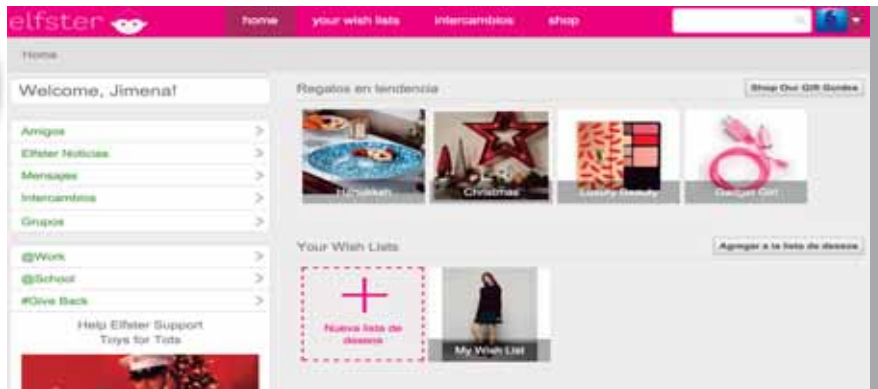 elfster
home your wish lists intercambios shop
Home
Welcome, Jimena!
Amigos
Elfster Noticias
Mensajes
Intercambios
Grupos
@Work
@School
#Give Back
Help Elfster Support
Toys for Tots
Regalos en tendencia
Shop Our Gift Guides
Hanukkah
Christmas
Luxury Beauty
Gadget Girl
Your Wish Lists
Agregar a la lista de deseos
Nueva lista de
deseos
My Wish List